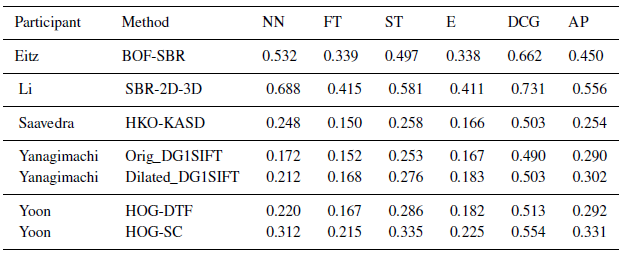 Participant Method NN FT ST E DCG AP
Eitz BOF-SBR 0.532 0.339 0.497 0.338 0.662 0.450
Li SBR-2D-3D 0.688 0.415 0.581 0.411 0.731 0.556
Saavedra HKO-KASD 0.248 0.150 0.258 0.166 0.503 0.254
Yanagimachi Orig_DG1SIFT 0.172 0.152 0.253 0.167 0.490 0.290
Yanagimachi Dilated_DG1SIFT 0.212 0.168 0.276 0.183 0.503 0.302
Yoon HOG-DTF 0.220 0.167 0.286 0.182 0.513 0.292
Yoon HOG-SC 0.312 0.215 0.335 0.225 0.554 0.331